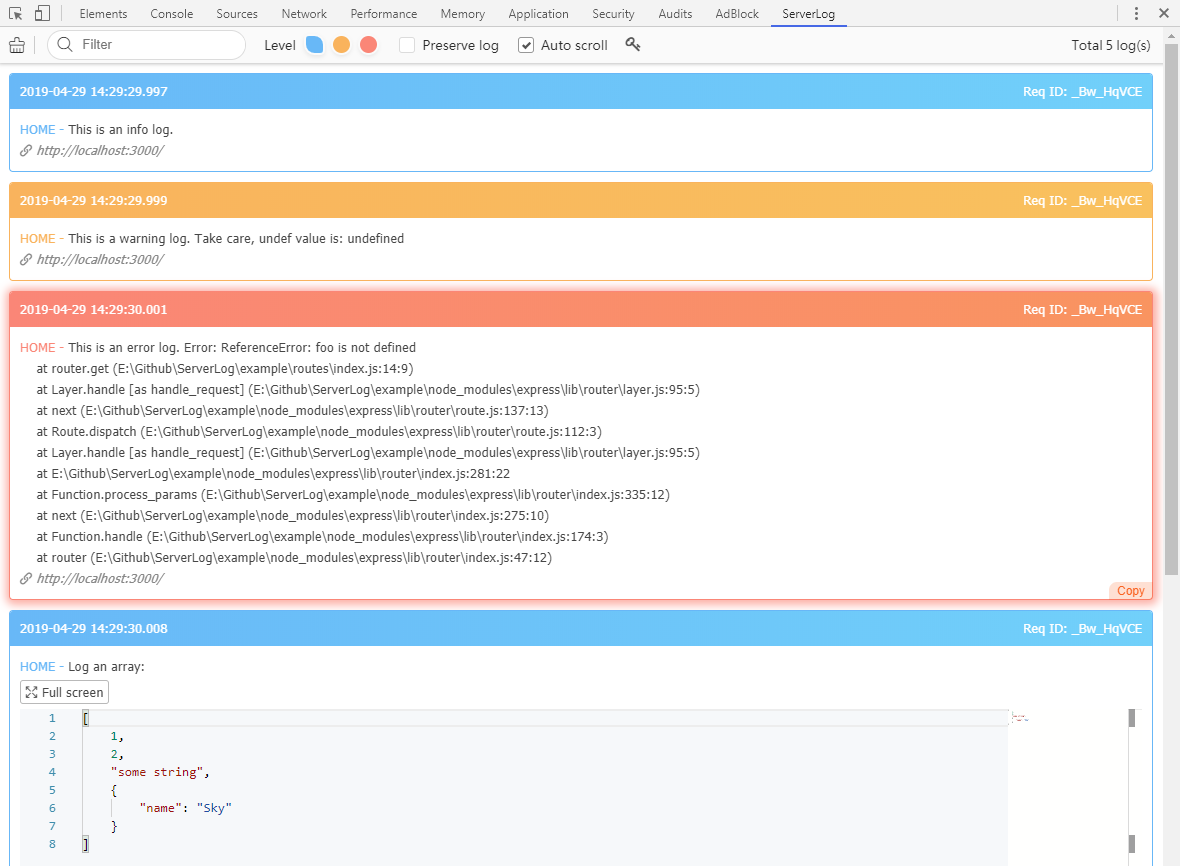 Elements Console Sources Network Performance Memory Application Security Audits AdBlock ServerLog
Filter Level Preserve log Auto scroll Total 5 log(s)
2019-04-29 14:29:29.997 Req ID: _Bw_HqVCE
HOME - This is an info log.
http://localhost:3000/
2019-04-29 14:29:29.999 Req ID: _Bw_HqVCE
HOME - This is a warning log. Take care, undef value is: undefined
http://localhost:3000/
2019-04-29 14:29:30.001 Req ID: _Bw_HqVCE
HOME - This is an error log. Error: ReferenceError: foo is not defined
at router.get (E:\Github\ServerLog\example\routes\index.js:14:9)
at Layer.handle [as handle_request] (E:\Github\ServerLog\example\node_modules\express\lib\router\layer.js:95:5)
at next (E:\Github\ServerLog\example\node_modules\express\lib\router\route.js:137:13)
at Route.dispatch (E:\Github\ServerLog\example\node_modules\express\lib\router\route.js:112:3)
at Layer.handle [as handle_request] (E:\Github\ServerLog\example\node_modules\express\lib\router\layer.js:95:5)
at E:\Github\ServerLog\example\node_modules\express\lib\router\index.js:281:22
at Function.process_params (E:\Github\ServerLog\example\node_modules\express\lib\router\index.js:335:12)
at next (E:\Github\ServerLog\example\node_modules\express\lib\router\index.js:275:10)
at Function.handle (E:\Github\ServerLog\example\node_modules\express\lib\router\index.js:174:3)
at router (E:\Github\ServerLog\example\node_modules\express\lib\router\index.js:47:12)
http://localhost:3000/
Copy
2019-04-29 14:29:30.008 Req ID: _Bw_HqVCE
HOME - Log an array:
Full screen
1 [
2 1,
3 2,
4 "some string",
5 {
6 "name": "Sky"
7 }
8 ]